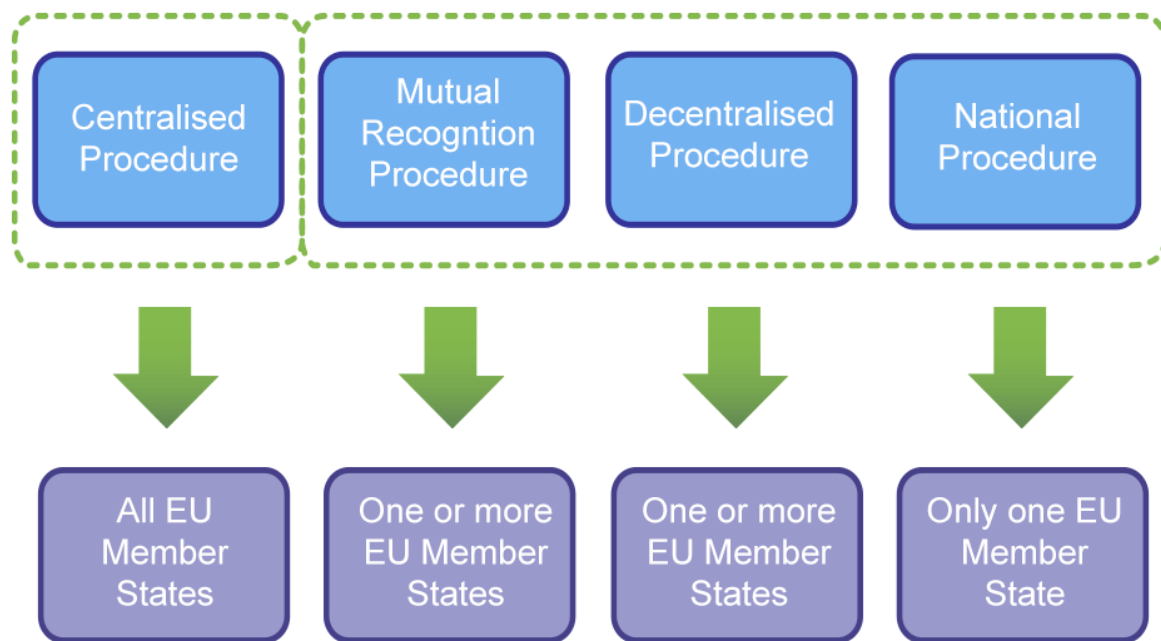 Centralised
Procedure
Mutual
Recogntion
Procedure
Decentralised
Procedure
National
Procedure
All EU
Member
States
One or more
EU Member
States
One or more
EU Member
States
Only one EU
Member
State